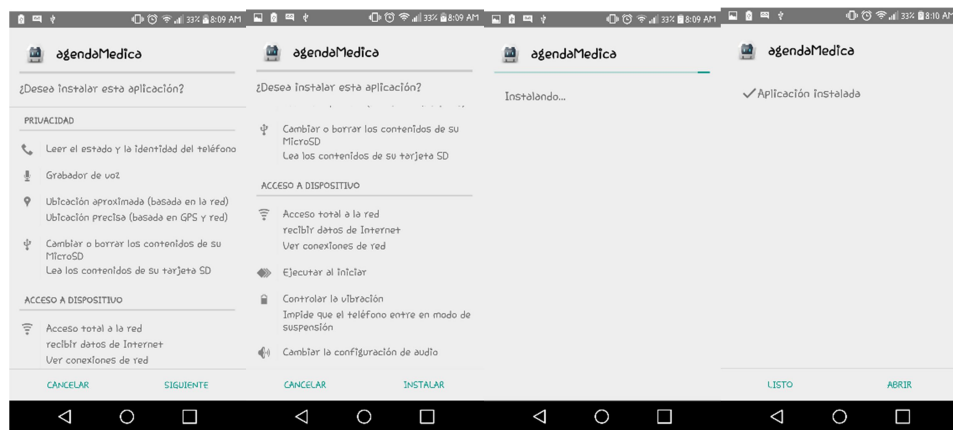 33% 8:09 AM
agendaMedica
¿Desea instalar esta aplicación?
PRIVACIDAD
Leer el estado y la identidad del teléfono
Grabador de voz
Ubicación aproximada (basada en la red)
Ubicación precisa (basada en GPS y red)
Cambiar o borrar los contenidos de su
MicroSD
Lea los contenidos de su tarjeta SD
ACCESO A DISPOSITIVO
Acceso total a la red
recibir datos de Internet
Ver conexiones de red
CANCELAR SIGUIENTE
33% 8:09 AM
agendaMedica
¿Desea instalar esta aplicación?
Cambiar o borrar los contenidos de su
MicroSD
Lea los contenidos de su tarjeta SD
ACCESO A DISPOSITIVO
Acceso total a la red
recibir datos de Internet
Ver conexiones de red
Ejecutar al iniciar
Controlar la vibración
Impide que el teléfono entre en modo de
suspensión
Cambiar la configuración de audio
CANCELAR INSTALAR
33% 8:09 AM
agendaMedica
Instalando...
33% 8:10 AM
agendaMedica
Aplicación instalada
LISTO ABRIR